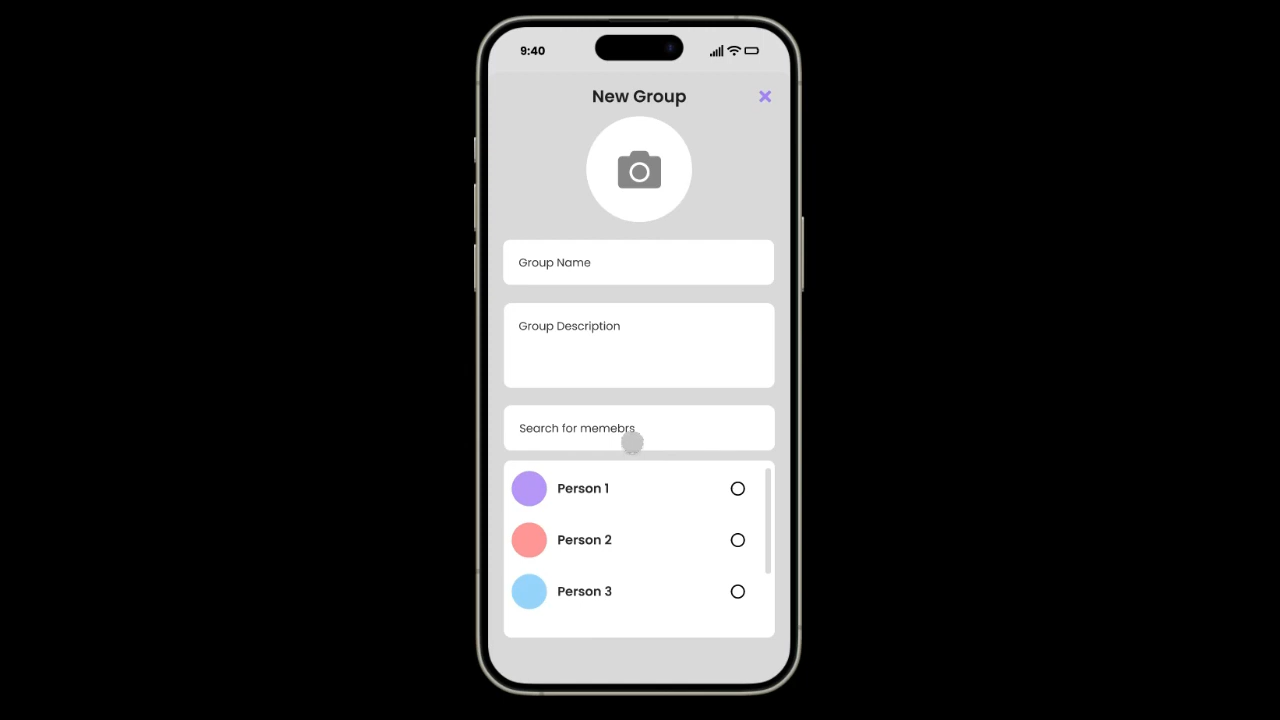 9:40
New Group
Group Name
Group Description
Search for memebrs
Person 1
Person 2
Person 3